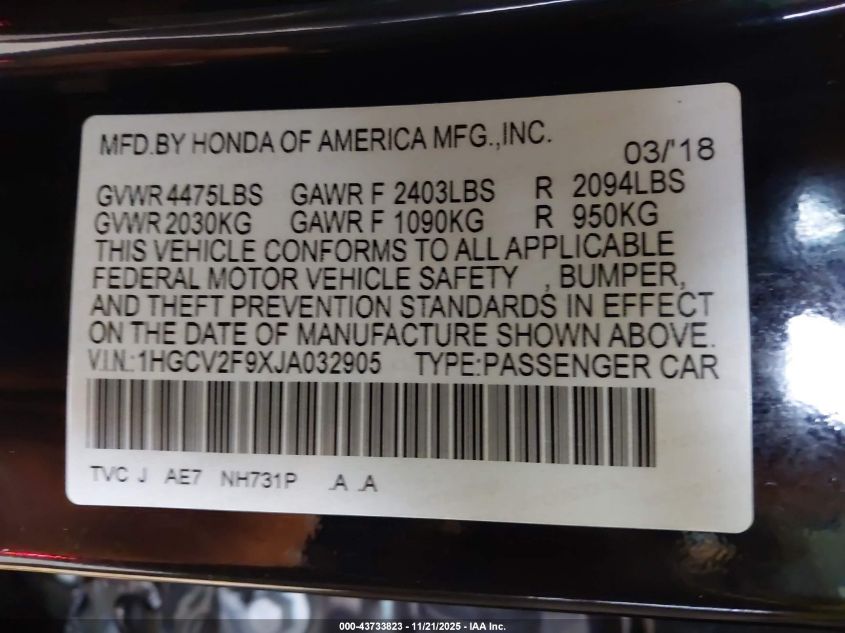 MFD.BY HONDA OF AMERICA MFG.,INC.
03/'18
GVWR 4475LBS GAWR F 2403LBS R 2094LBS
GVWR 2030KG GAWR F 1090KG R 950KG
THIS VEHICLE CONFORMS TO ALL APPLICABLE
FEDERAL MOTOR VEHICLE SAFETY , BUMPER,
AND THEFT PREVENTION STANDARDS IN EFFECT
ON THE DATE OF MANUFACTURE SHOWN ABOVE.
V.I.N.:1HGCV2F9XJA032905 TYPE:PASSENGER CAR
TVC J AE7 NH731P .A .A
000-43733823 - 11/21/2025 - IAA Inc.